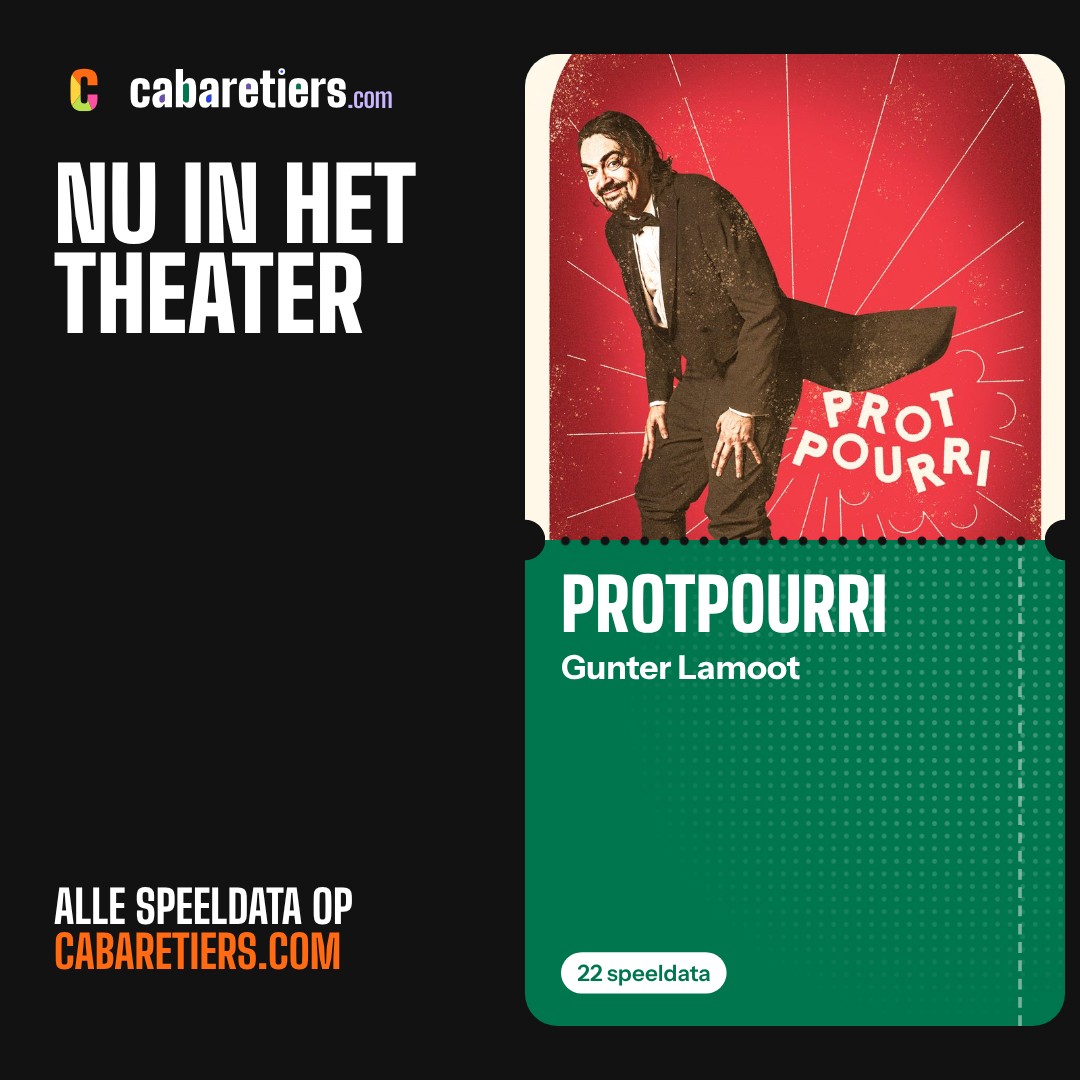 cabaretiers.com
NU IN HET
THEATER
PROT
POURRI
PROTPOURRI
Gunter Lamoot
22 speeldata
ALLE SPEELDATA OP
CABARETIERS.COM